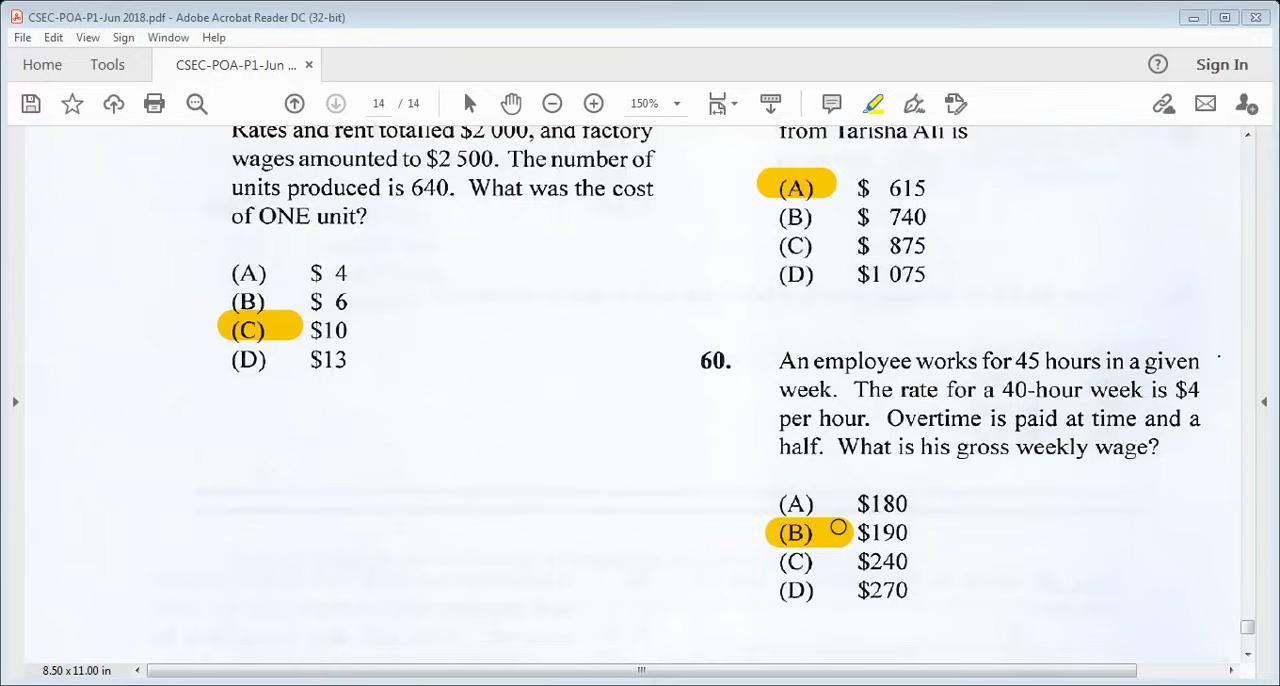 CSEC-POA-P1-Jun 2018.pdf - Adobe Acrobat Reader DC (32-bit)
File Edit View Sign Window Help
Home Tools CSEC-POA-P1-Jun ... × Sign In
14 / 14 150%
Rates and rent totalled $2 000, and factory
wages amounted to $2 500. The number of
units produced is 640. What was the cost
of ONE unit?
(A) $ 4
(B) $ 6
(C) $10
(D) $13
from Tarisha Ali is
(A) $ 615
(B) $ 740
(C) $ 875
(D) $1 075
60. An employee works for 45 hours in a given
week. The rate for a 40-hour week is $4
per hour. Overtime is paid at time and a
half. What is his gross weekly wage?
(A) $180
(B) $190
(C) $240
(D) $270
8.50 x 11.00 in